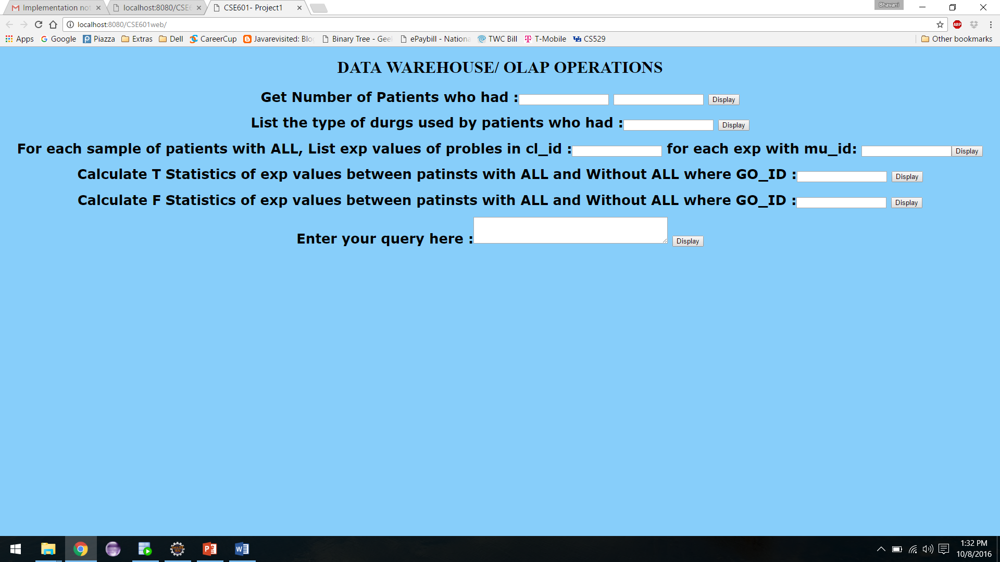 Implementation not
localhost:8080/CSE6
CSE601- Project1
Bhavani
localhost:8080/CSE601web/
ABP
Apps Google Piazza Extras Dell CareerCup Javarevisited: Blo Binary Tree - Gee ePaybill - Nationa TWC Bill T-Mobile CS529 Other bookmarks
DATA WAREHOUSE/ OLAP OPERATIONS
Get Number of Patients who had : Display
List the type of durgs used by patients who had : Display
For each sample of patients with ALL, List exp values of probles in cl_id : for each exp with mu_id: Display
Calculate T Statistics of exp values between patinsts with ALL and Without ALL where GO_ID : Display
Calculate F Statistics of exp values between patinsts with ALL and Without ALL where GO_ID : Display
Enter your query here : Display
1:32 PM
10/8/2016